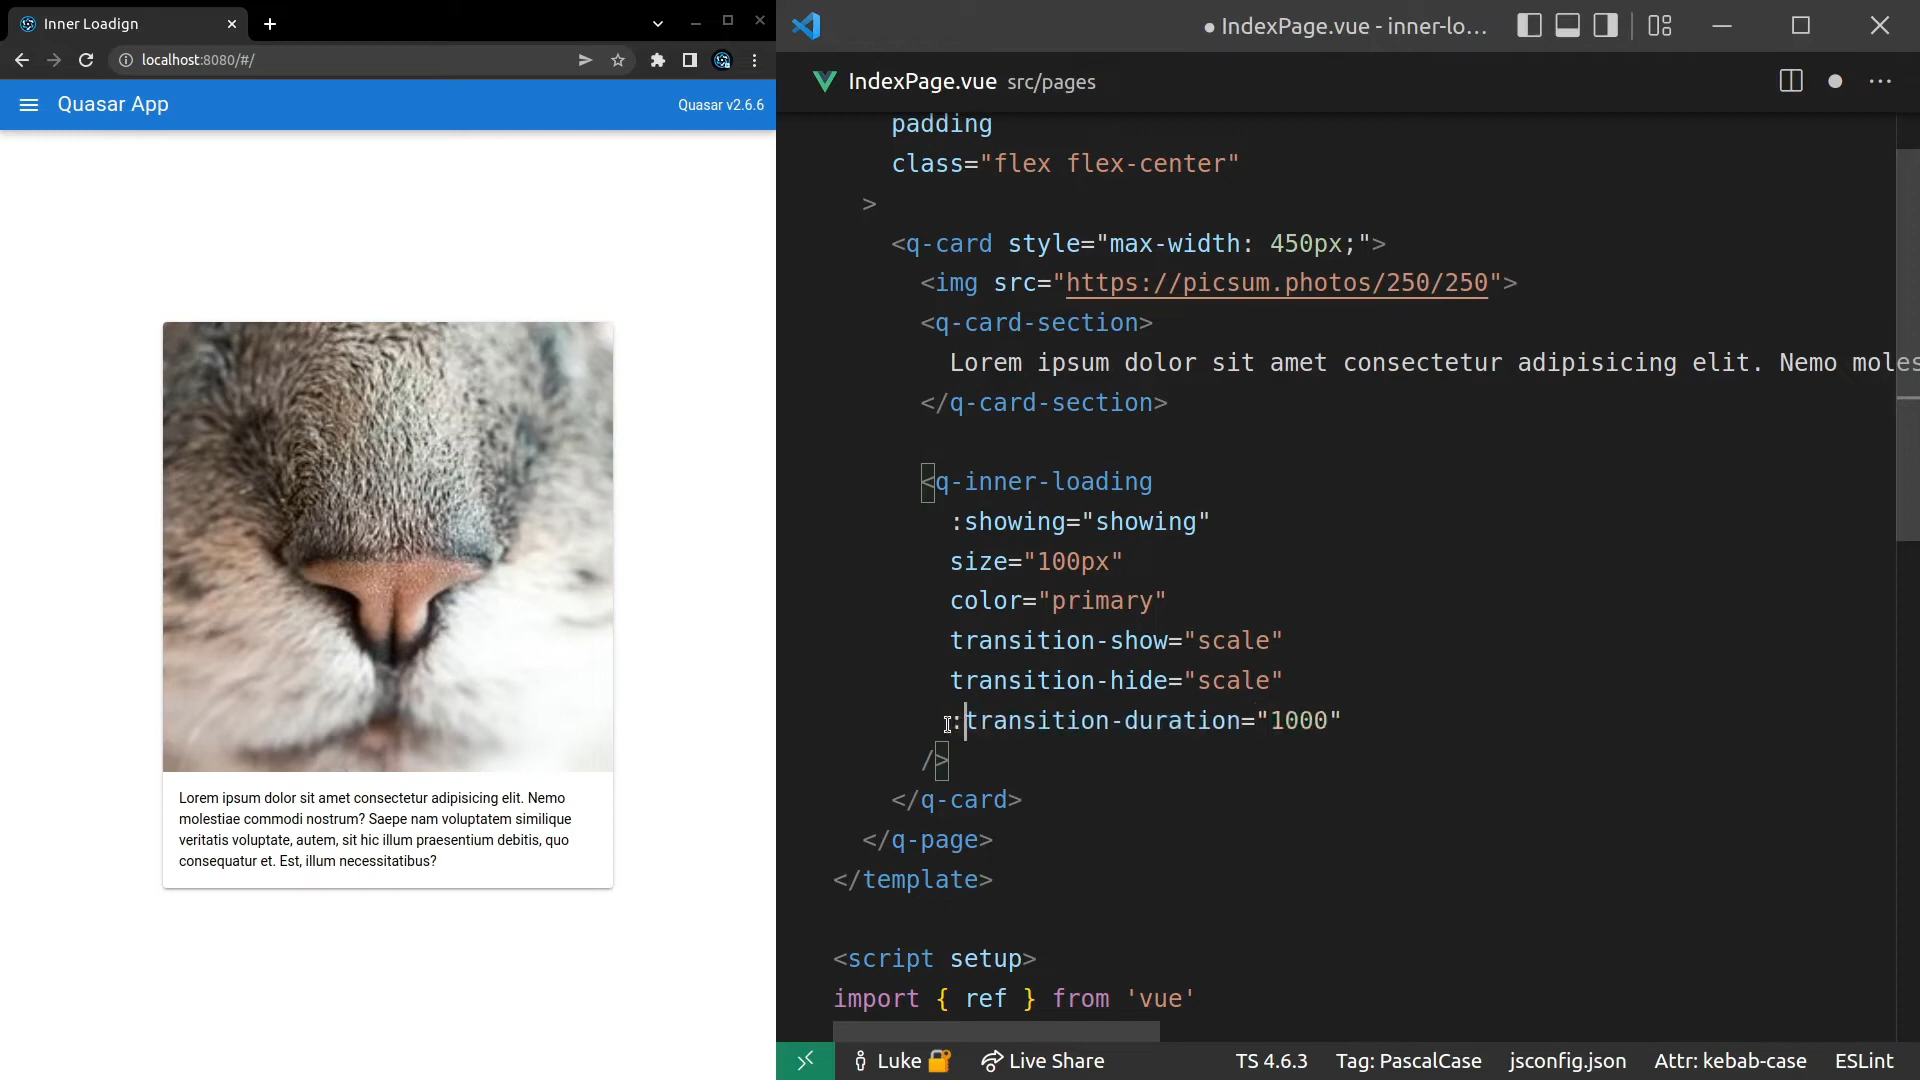 Inner Loadign
localhost:8080/#/
Quasar App
Quasar v2.6.6
Lorem ipsum dolor sit amet consectetur adipisicing elit. Nemo
molestiae commodi nostrum? Saepe nam voluptatem similique
veritatis voluptate, autem, sit hic illum praesentium debitis, quo
consequatur et. Est, illum necessitatibus?
● IndexPage.vue - inner-lo...
IndexPage.vue src/pages
padding
class="flex flex-center"
>
<q-card style="max-width: 450px;">
<img src="https://picsum.photos/250/250">
<q-card-section>
Lorem ipsum dolor sit amet consectetur adipisicing elit. Nemo moles
</q-card-section>
<q-inner-loading
:showing="showing"
size="100px"
color="primary"
transition-show="scale"
transition-hide="scale"
:transition-duration="1000"
/>
</q-card>
</q-page>
</template>
<script setup>
import { ref } from 'vue'
Luke
Live Share
TS 4.6.3
Tag: PascalCase
jsconfig.json
Attr: kebab-case
ESLint